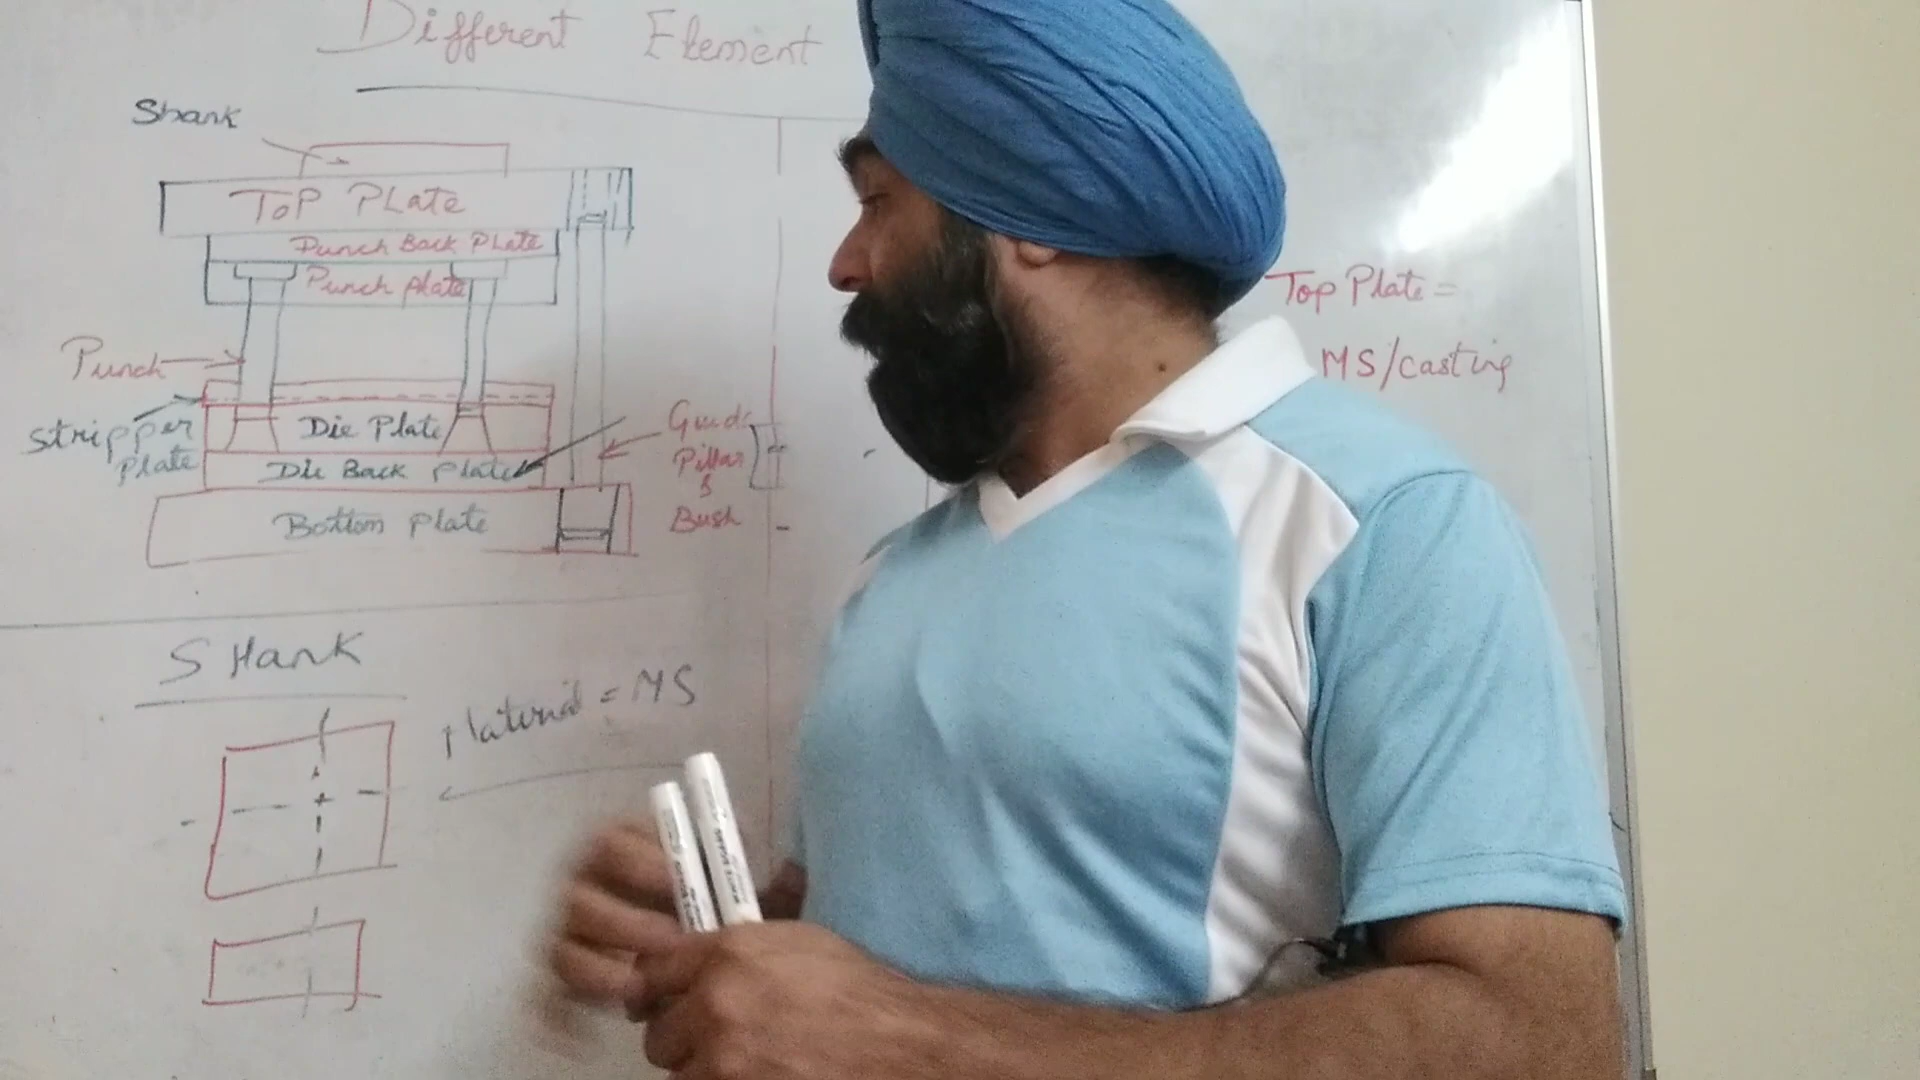 Different Element
Shank
Top Plate
Punch Back Plate
Punch plate
Punch
stripper
plate
Die Plate
Die Back plate
Bottom plate
Guide
Pillar
&
Bush
SHank
Material = MS
Top Plate =
MS/casting